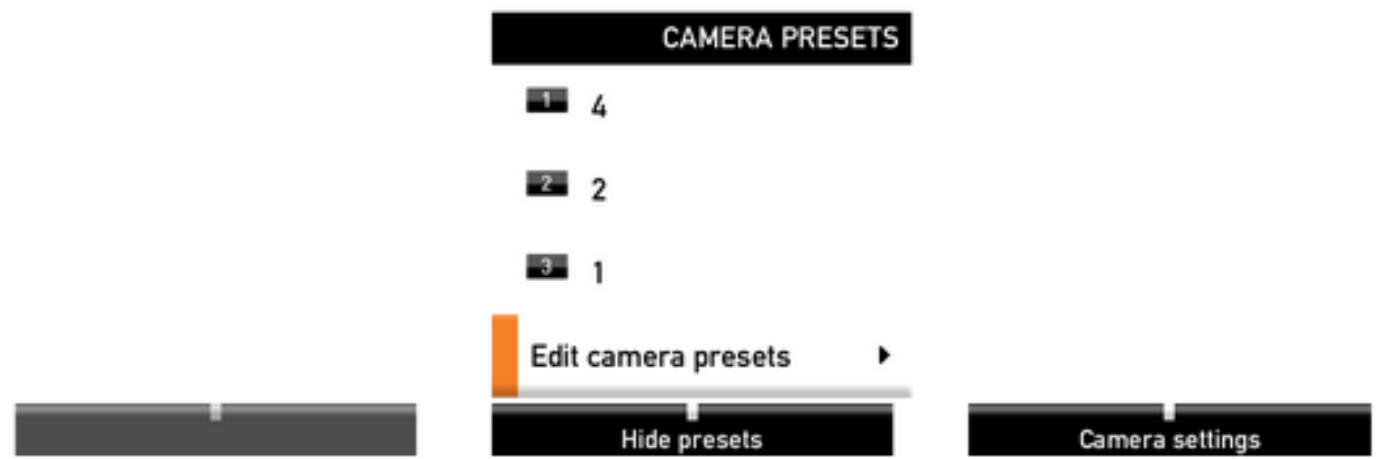 CAMERA PRESETS
1 4
2 2
3 1
Edit camera presets
Hide presets
Camera settings